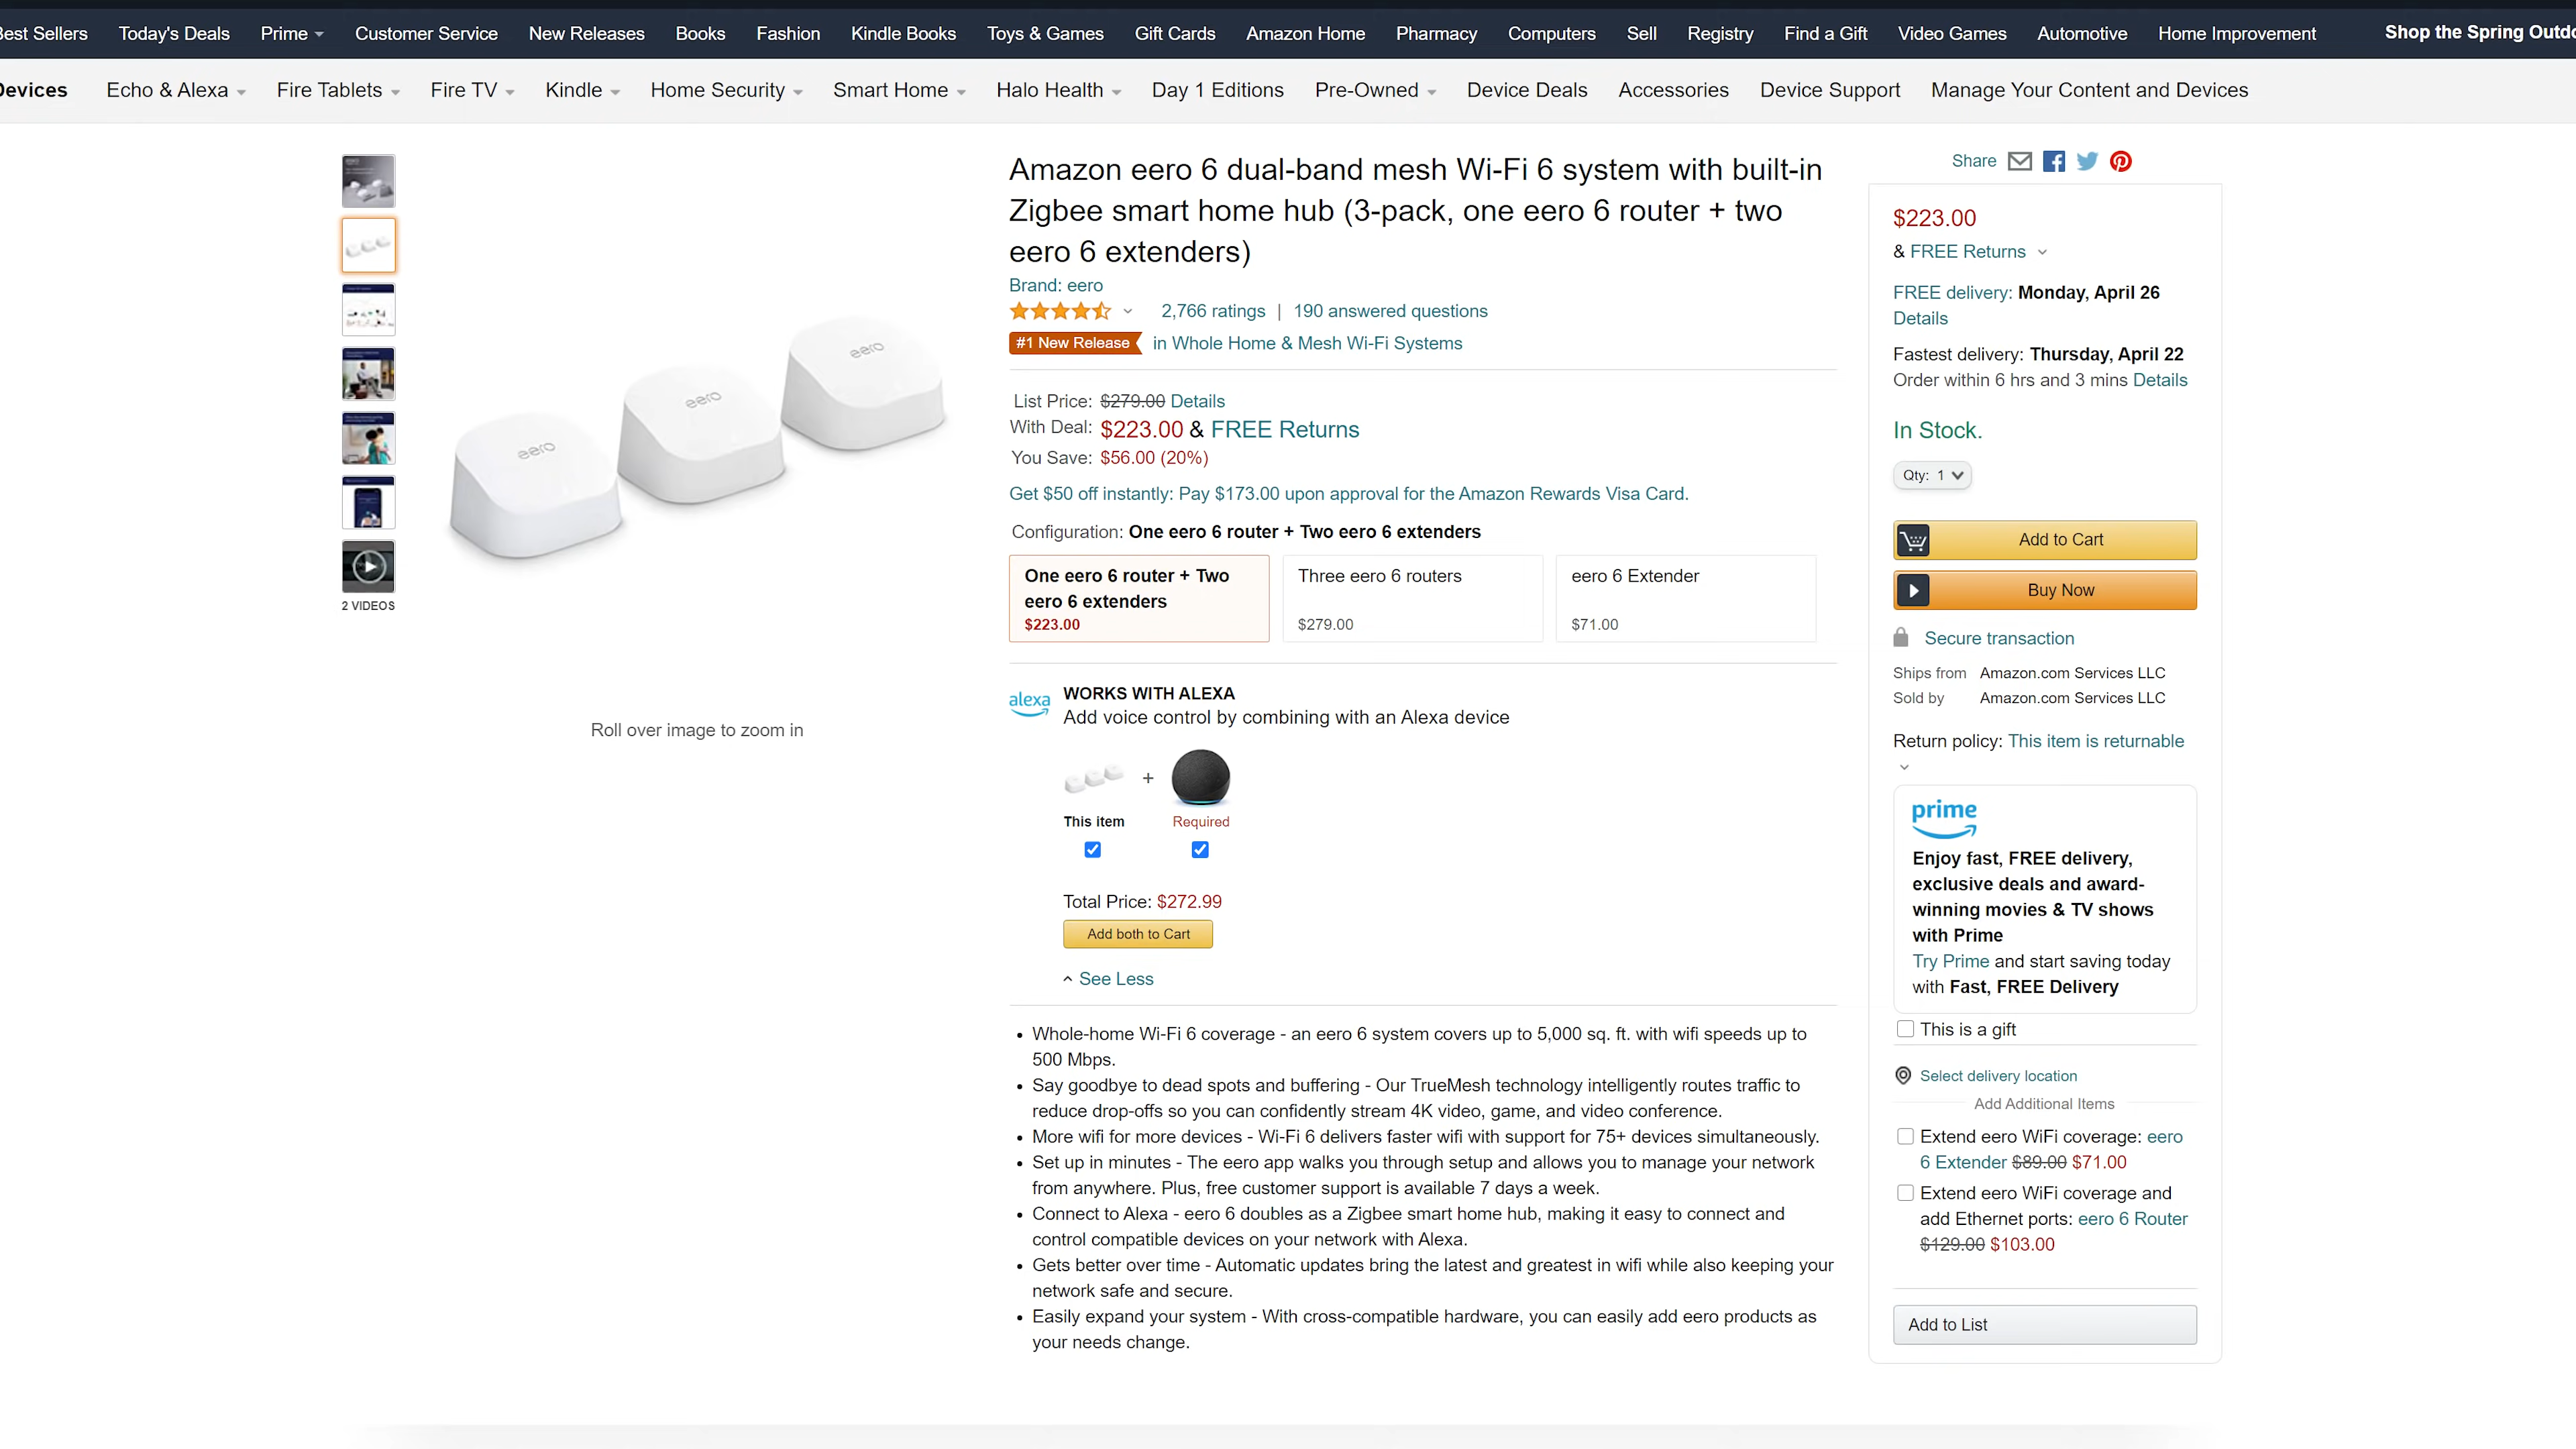 Best Sellers Today's Deals Prime Customer Service New Releases Books Fashion Kindle Books Toys & Games Gift Cards Amazon Home Pharmacy Computers Sell Registry Find a Gift Video Games Automotive Home Improvement Shop the Spring
Devices Echo & Alexa Fire Tablets Fire TV Kindle Home Security Smart Home Halo Health Day 1 Editions Pre-Owned Device Deals Accessories Device Support Manage Your Content and Devices
eero
eero
eero
2 VIDEOS
Roll over image to zoom in
Amazon eero 6 dual-band mesh Wi-Fi 6 system with built-in
Zigbee smart home hub (3-pack, one eero 6 router + two
eero 6 extenders)
Brand: eero
2,766 ratings | 190 answered questions
#1 New Release in Whole Home & Mesh Wi-Fi Systems
List Price: $279.00 Details
With Deal: $223.00 & FREE Returns
You Save: $56.00 (20%)
Get $50 off instantly: Pay $173.00 upon approval for the Amazon Rewards Visa Card.
Configuration: One eero 6 router + Two eero 6 extenders
One eero 6 router + Two
eero 6 extenders
$223.00
Three eero 6 routers
$279.00
eero 6 Extender
$71.00
alexa
WORKS WITH ALEXA
Add voice control by combining with an Alexa device
+
This item
Required
Total Price: $272.99
Add both to Cart
See Less
• Whole-home Wi-Fi 6 coverage - an eero 6 system covers up to 5,000 sq. ft. with wifi speeds up to
500 Mbps.
• Say goodbye to dead spots and buffering - Our TrueMesh technology intelligently routes traffic to
reduce drop-offs so you can confidently stream 4K video, game, and video conference.
• More wifi for more devices - Wi-Fi 6 delivers faster wifi with support for 75+ devices simultaneously.
• Set up in minutes - The eero app walks you through setup and allows you to manage your network
from anywhere. Plus, free customer support is available 7 days a week.
• Connect to Alexa - eero 6 doubles as a Zigbee smart home hub, making it easy to connect and
control compatible devices on your network with Alexa.
• Gets better over time - Automatic updates bring the latest and greatest in wifi while also keeping your
network safe and secure.
• Easily expand your system - With cross-compatible hardware, you can easily add eero products as
your needs change.
Share
$223.00
& FREE Returns
FREE delivery: Monday, April 26
Details
Fastest delivery: Thursday, April 22
Order within 6 hrs and 3 mins Details
In Stock.
Qty: 1
Add to Cart
Buy Now
Secure transaction
Ships from Amazon.com Services LLC
Sold by Amazon.com Services LLC
Return policy: This item is returnable
prime
Enjoy fast, FREE delivery,
exclusive deals and award-
winning movies & TV shows
with Prime
Try Prime and start saving today
with Fast, FREE Delivery
This is a gift
Select delivery location
Add Additional Items
Extend eero WiFi coverage: eero
6 Extender $89.00 $71.00
Extend eero WiFi coverage and
add Ethernet ports: eero 6 Router
$129.00 $103.00
Add to List